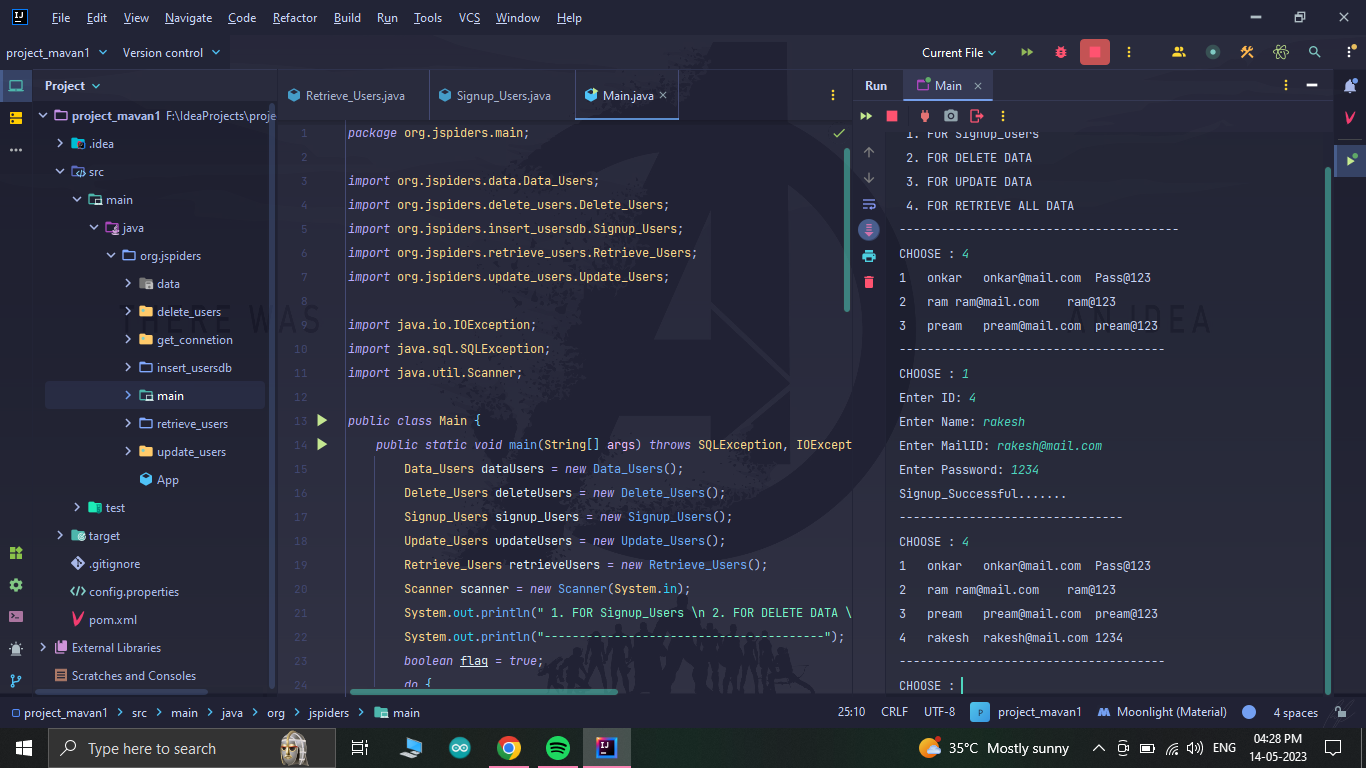 File Edit View Navigate Code Refactor Build Run Tools VCS Window Help
project_mavan1 Version control Current File
Project
project_mavan1 F:\IdeaProjects\proje
.idea
src
main
java
org.jspiders
data
delete_users
get_connetion
insert_usersdb
main
retrieve_users
update_users
App
test
target
.gitignore
config.properties
pom.xml
External Libraries
Scratches and Consoles
Retrieve_Users.java Signup_Users.java Main.java
1 package org.jspiders.main;
2
3 import org.jspiders.data.Data_Users;
4 import org.jspiders.delete_users.Delete_Users;
5 import org.jspiders.insert_usersdb.Signup_Users;
6 import org.jspiders.retrieve_users.Retrieve_Users;
7 import org.jspiders.update_users.Update_Users;
8
9 import java.io.IOException;
10 import java.sql.SQLException;
11 import java.util.Scanner;
12
13 public class Main {
14 public static void main(String[] args) throws SQLException, IOExcept
15 Data_Users dataUsers = new Data_Users();
16 Delete_Users deleteUsers = new Delete_Users();
17 Signup_Users signup_Users = new Signup_Users();
18 Update_Users updateUsers = new Update_Users();
19 Retrieve_Users retrieveUsers = new Retrieve_Users();
20 Scanner scanner = new Scanner(System.in);
21 System.out.println(" 1. FOR Signup_Users \n 2. FOR DELETE DATA \
22 System.out.println("----------------------------------------");
23 boolean flag = true;
24 do {
THERE WAS AN IDEA
Run Main
1. FOR Signup_Users
2. FOR DELETE DATA
3. FOR UPDATE DATA
4. FOR RETRIEVE ALL DATA
----------------------------------------
CHOOSE : 4
1 onkar onkar@mail.com Pass@123
2 ram ram@mail.com ram@123
3 pream pream@mail.com pream@123
--------------------------------------
CHOOSE : 1
Enter ID: 4
Enter Name: rakesh
Enter MailID: rakesh@mail.com
Enter Password: 1234
Signup_Successful.......
--------------------------------
CHOOSE : 4
1 onkar onkar@mail.com Pass@123
2 ram ram@mail.com ram@123
3 pream pream@mail.com pream@123
4 rakesh rakesh@mail.com 1234
--------------------------------------
CHOOSE :
project_mavan1 > src > main > java > org > jspiders > main 25:10 CRLF UTF-8 P project_mavan1 Moonlight (Material) 4 spaces
Type here to search 35°C Mostly sunny ENG 04:28 PM
14-05-2023